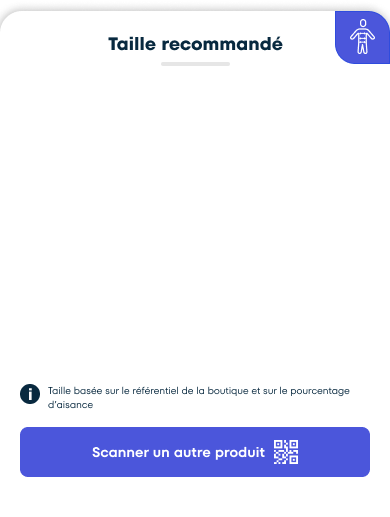 Taille recommandé
Taille basée sur le référentiel de la boutique et sur le pourcentage
d'aisance
Scanner un autre produit